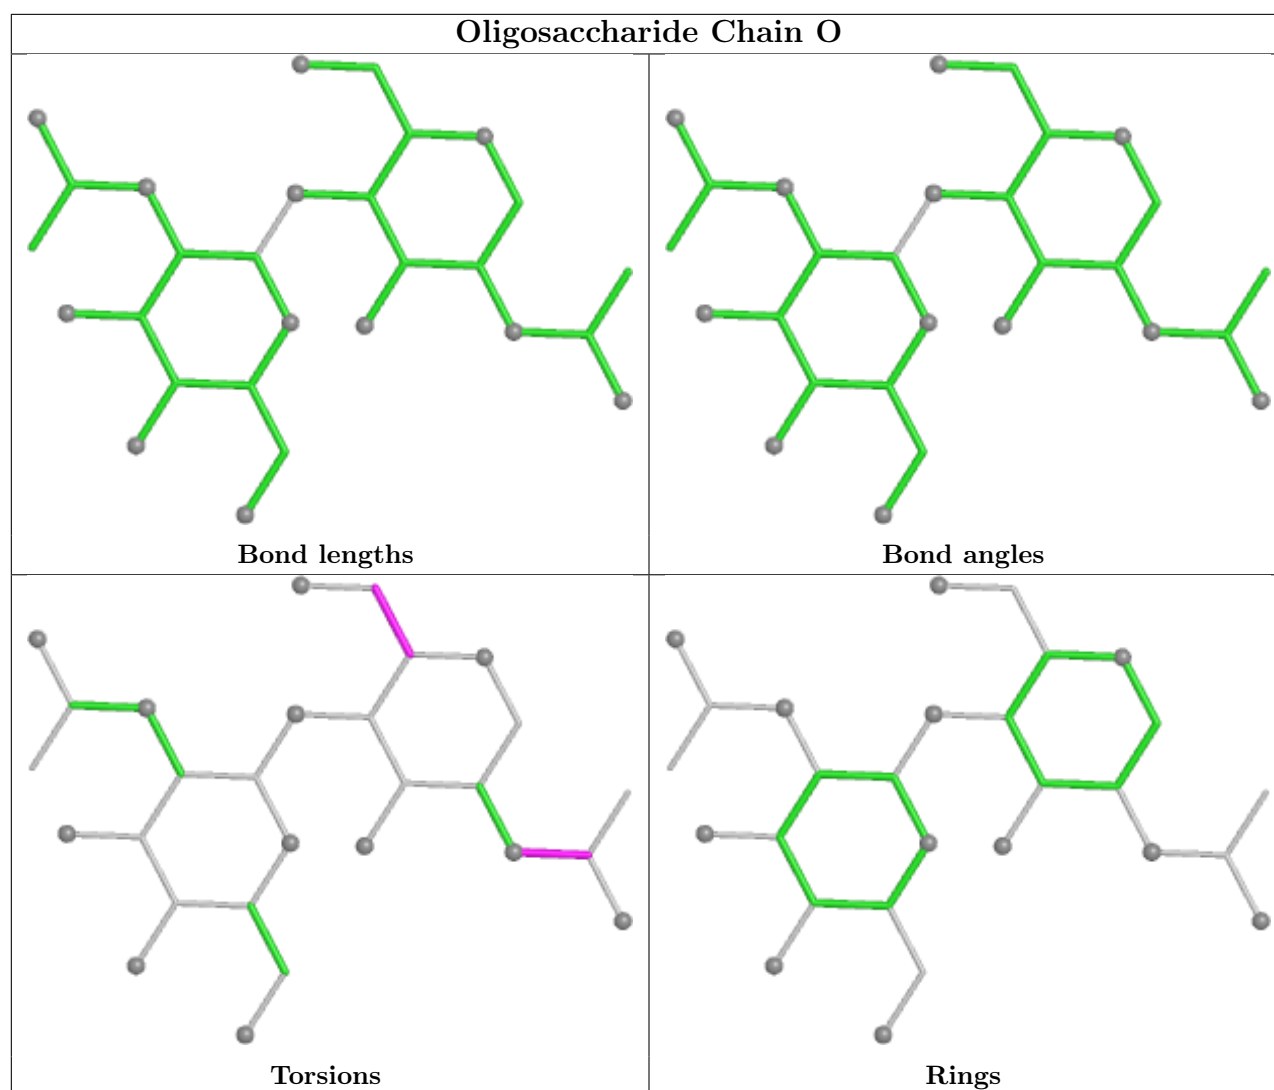 Oligosaccharide Chain O
Bond lengths
Bond angles
Torsions
Rings